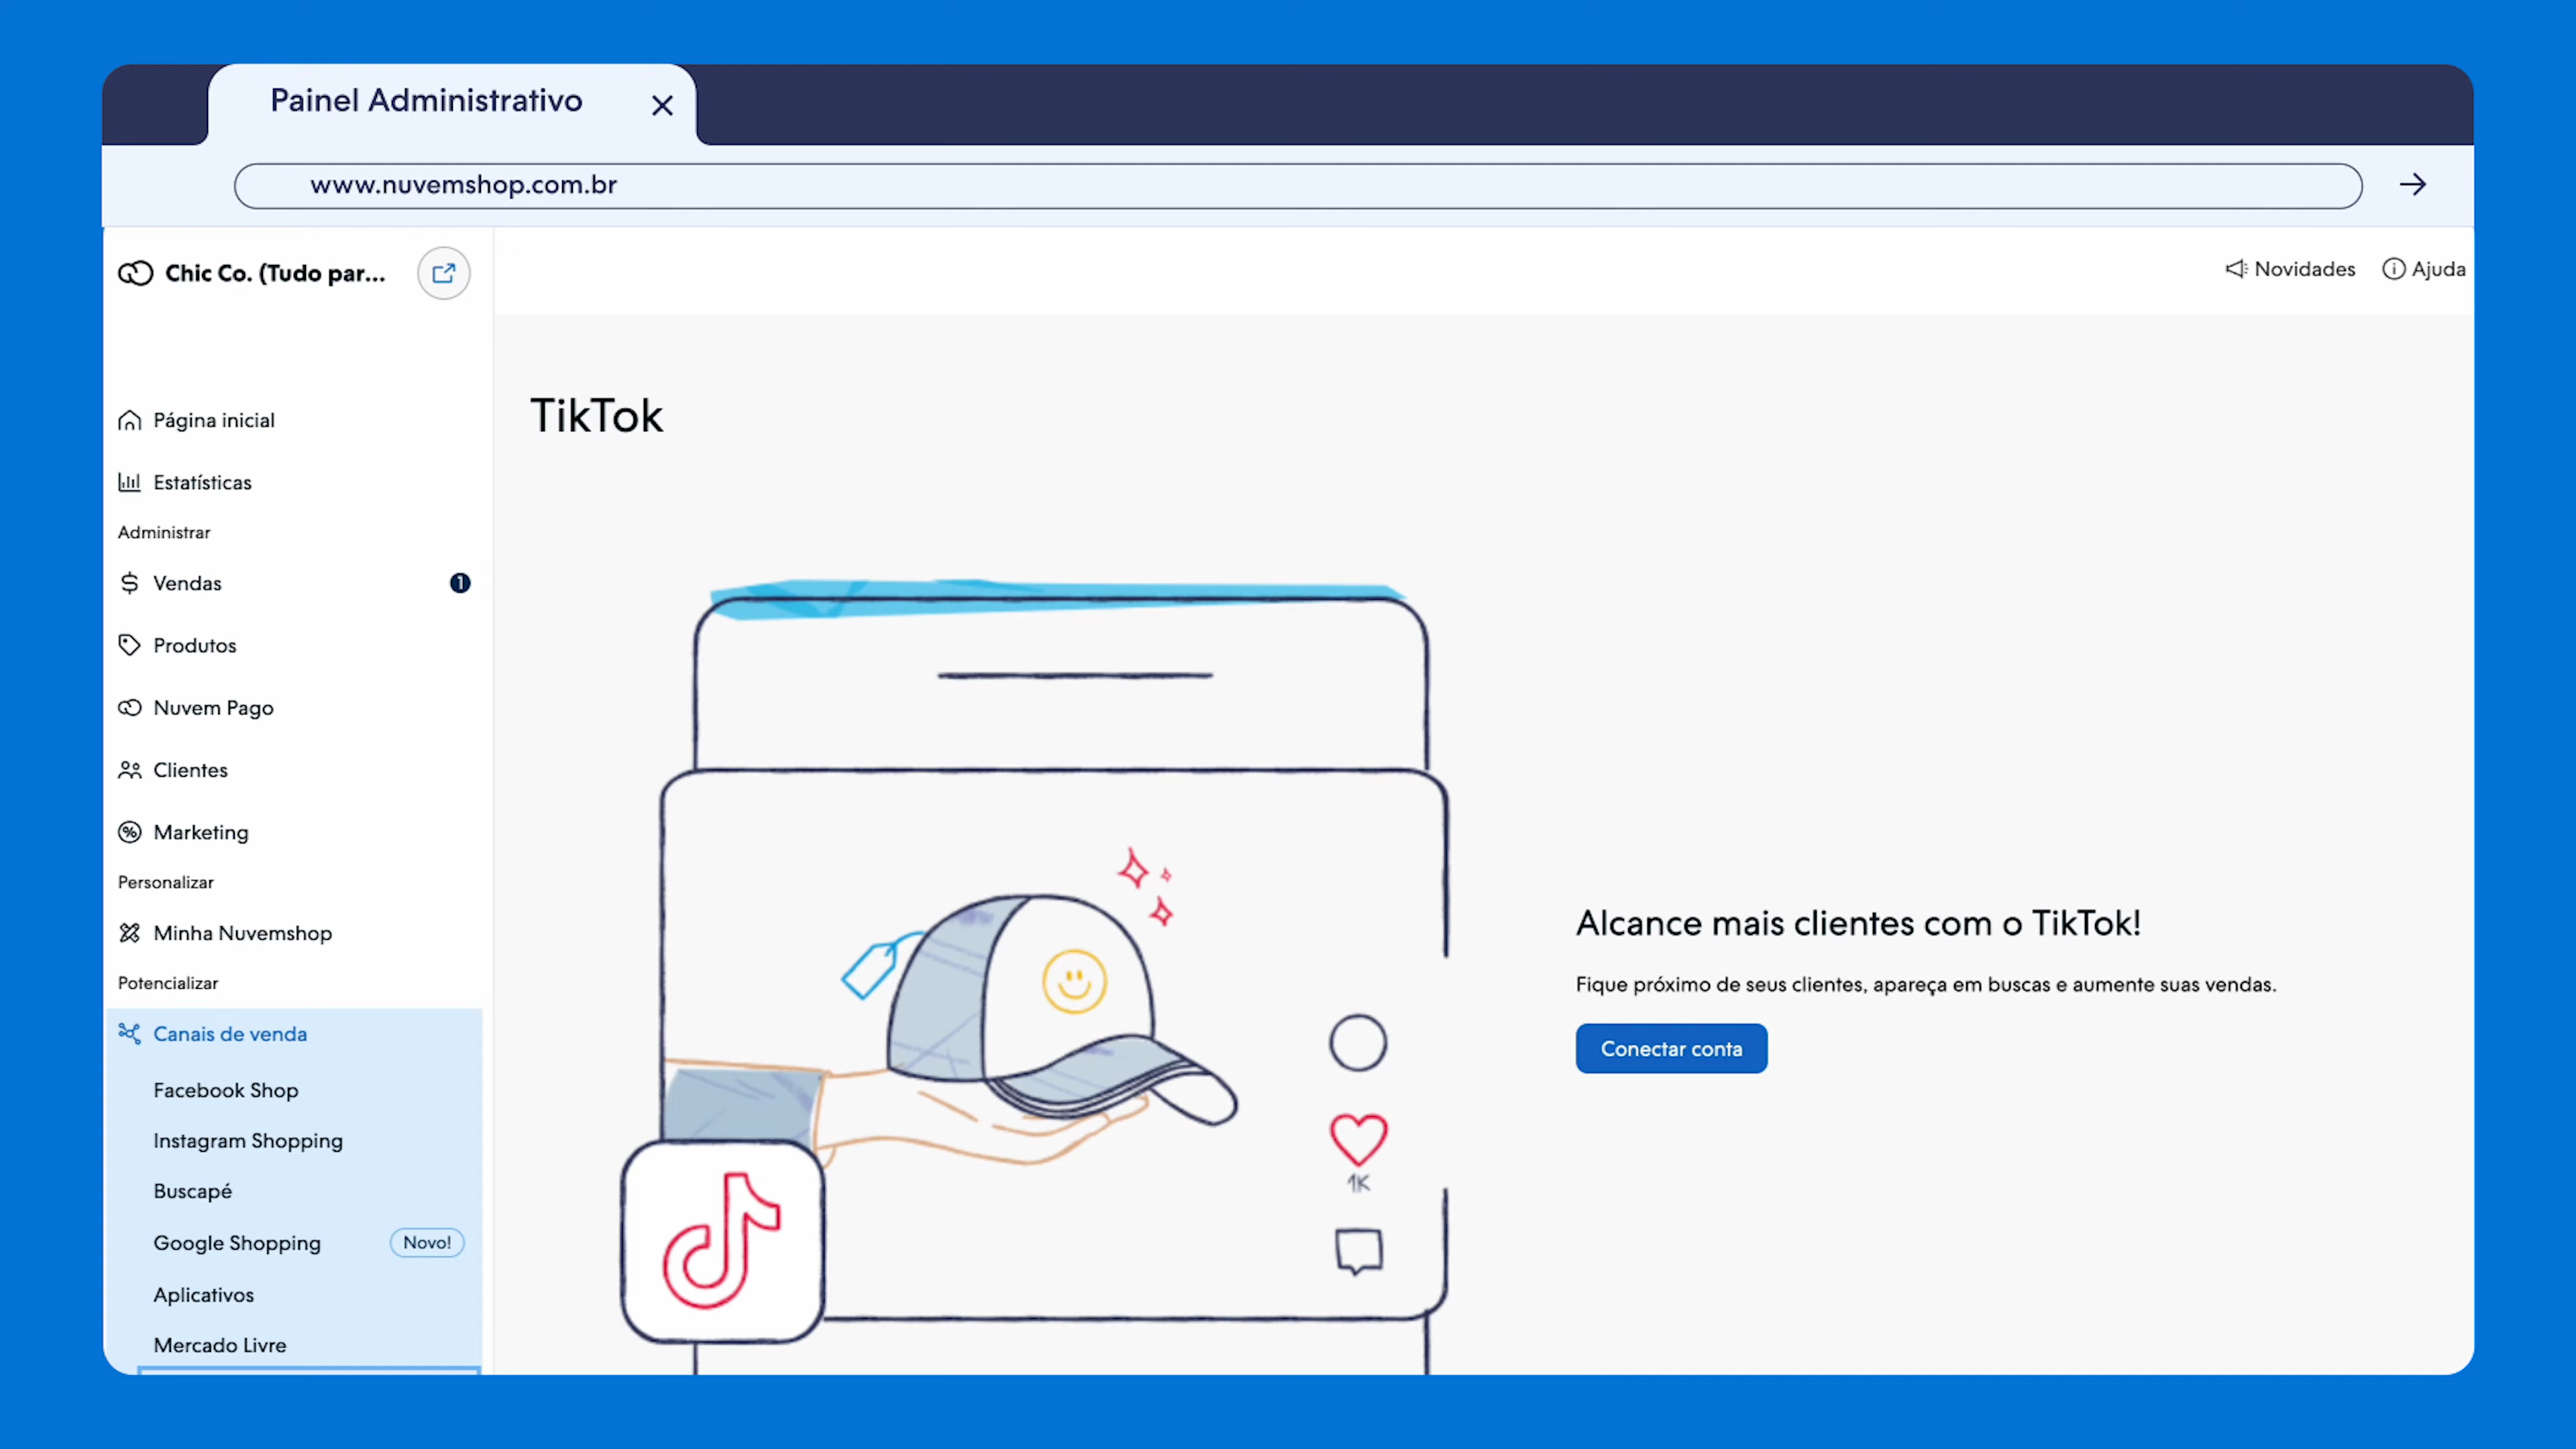 Painel Administrativo
www.nuvemshop.com.br
Chic Co. (Tudo par...
Novidades
Ajuda
Página inicial
Estatísticas
Administrar
Vendas 1
Produtos
Nuvem Pago
Clientes
Marketing
Personalizar
Minha Nuvemshop
Potencializar
Canais de venda
Facebook Shop
Instagram Shopping
Buscapé
Google Shopping Novo!
Aplicativos
Mercado Livre
TikTok
1K
Alcance mais clientes com o TikTok!
Fique próximo de seus clientes, apareça em buscas e aumente suas vendas.
Conectar conta